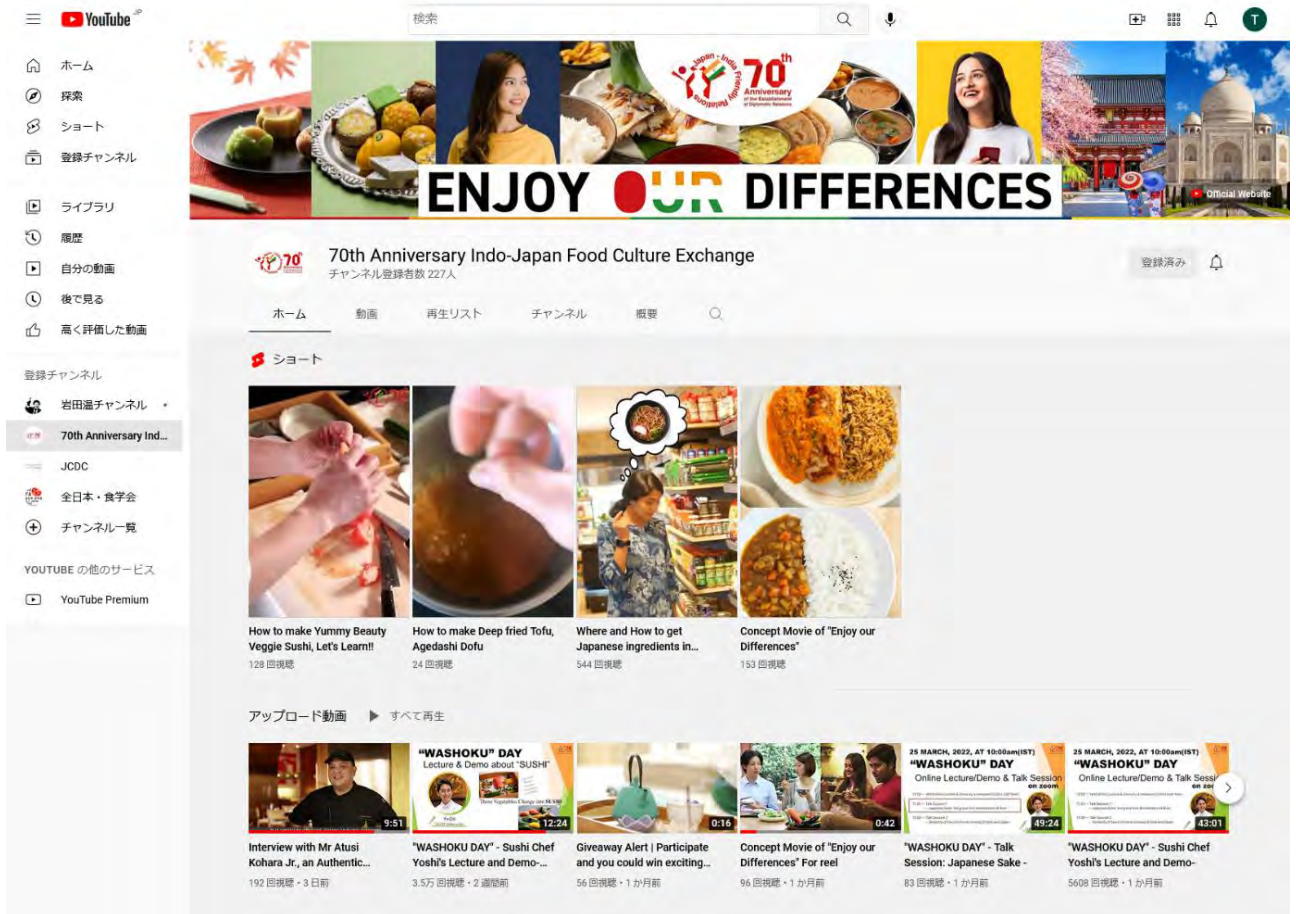 YouTube JP
検索
T
ホーム
探索
ショート
登録チャンネル
ライブラリ
履歴
自分の動画
後で見る
高く評価した動画
登録チャンネル
岩田温チャンネル
70th Anniversary Ind...
JCDC
全日本・食学会
チャンネル一覧
YOUTUBE の他のサービス
YouTube Premium
Japan - India Friendly Relations
70th
Anniversary
of the Establishment
of Diplomatic Relations
ENJOY OUR DIFFERENCES
Official Website
70
70th Anniversary Indo-Japan Food Culture Exchange
チャンネル登録者数 227人
登録済み
ホーム 動画 再生リスト チャンネル 概要
ショート
How to make Yummy Beauty
Veggie Sushi, Let's Learn!!
128 回視聴
How to make Deep fried Tofu,
Agedashi Dofu
24 回視聴
Where and How to get
Japanese ingredients in...
544 回視聴
Concept Movie of "Enjoy our
Differences"
153 回視聴
アップロード動画 すべて再生
9:51
Interview with Mr Atusi
Kohara Jr., an Authentic...
192 回視聴・3 日前
"WASHOKU" DAY
Lecture & Demo about "SUSHI"
12:24
"WASHOKU DAY" - Sushi Chef
Yoshi's Lecture and Demo-...
3.5万 回視聴・2 週間前
0:16
Giveaway Alert | Participate
and you could win exciting...
56 回視聴・1 か月前
0:42
Concept Movie of "Enjoy our
Differences" For reel
96 回視聴・1 か月前
25 MARCH, 2022, AT 10:00am(IST)
"WASHOKU" DAY
Online Lecture/Demo & Talk Session
on zoom
49:24
"WASHOKU DAY" - Talk
Session: Japanese Sake -
83 回視聴・1 か月前
25 MARCH, 2022, AT 10:00am(IST)
"WASHOKU" DAY
Online Lecture/Demo & Talk Sessi
on zoom
43:01
"WASHOKU DAY" - Sushi Chef
Yoshi's Lecture and Demo-
5608 回視聴・1 か月前